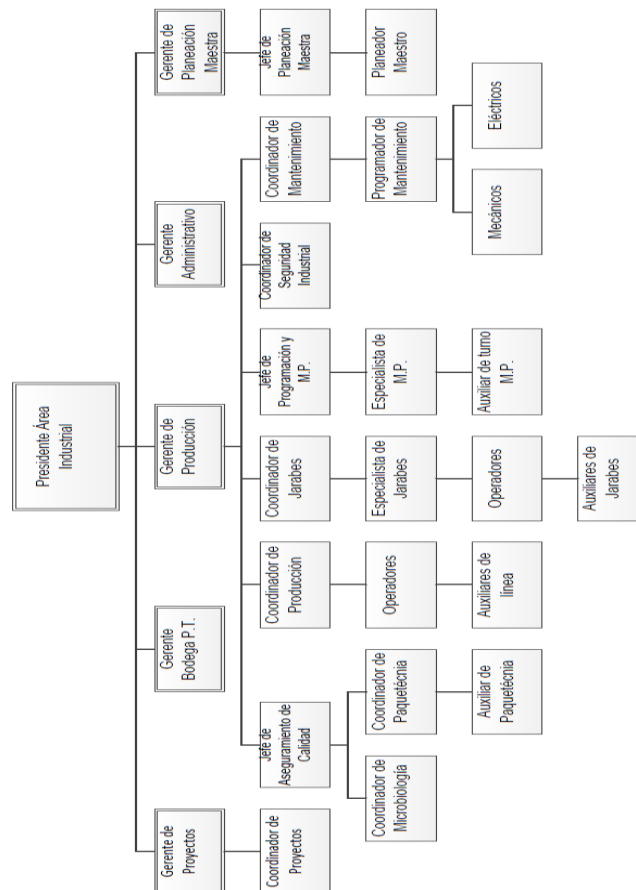 Presidente Área
Industrial
Gerente de
Proyectos
Gerente
Bodega P.T.
Gerente de
Producción
Gerente
Administrativo
Gerente de
Planeación
Maestra
Coordinador de
Proyectos
Jefe de
Aseguramiento de
Calidad
Coordinador de
Producción
Coordinador de
Jarabes
Jefe de
Programación y
M.P.
Coordinador de
Seguridad
Industrial
Coordinador de
Mantenimiento
Jefe de
Planeación
Maestra
Coordinador de
Microbiología
Coordinador de
Paquetécnia
Operadores
Especialista de
Jarabes
Especialista de
M.P.
Programador de
Mantenimiento
Planeador
Maestro
Auxiliar de
Paquetécnia
Auxiliares de
línea
Operadores
Auxiliar de turno
M.P.
Mecánicos
Eléctricos
Auxiliares de
Jarabes